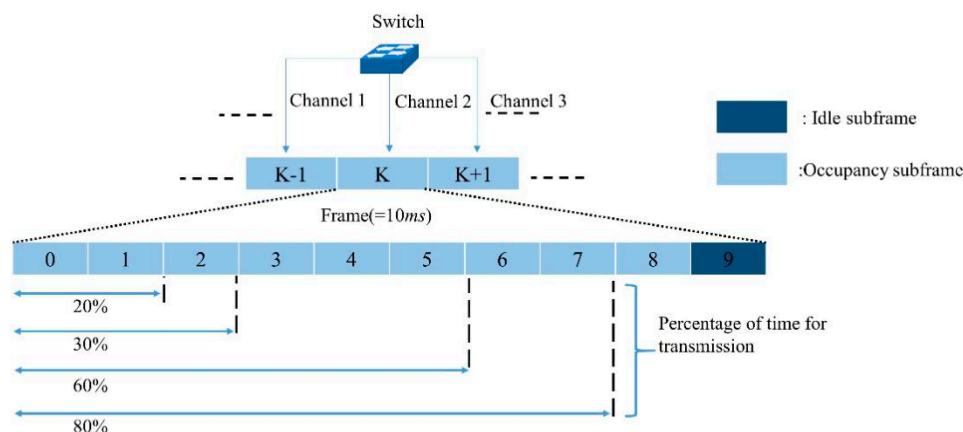 Switch
Channel 1
Channel 2
Channel 3
: Idle subframe
:Occupancy subframe
K-1 K K+1
Frame(=10ms)
0 1 2 3 4 5 6 7 8 9
20%
30%
60%
80%
Percentage of time for
transmission